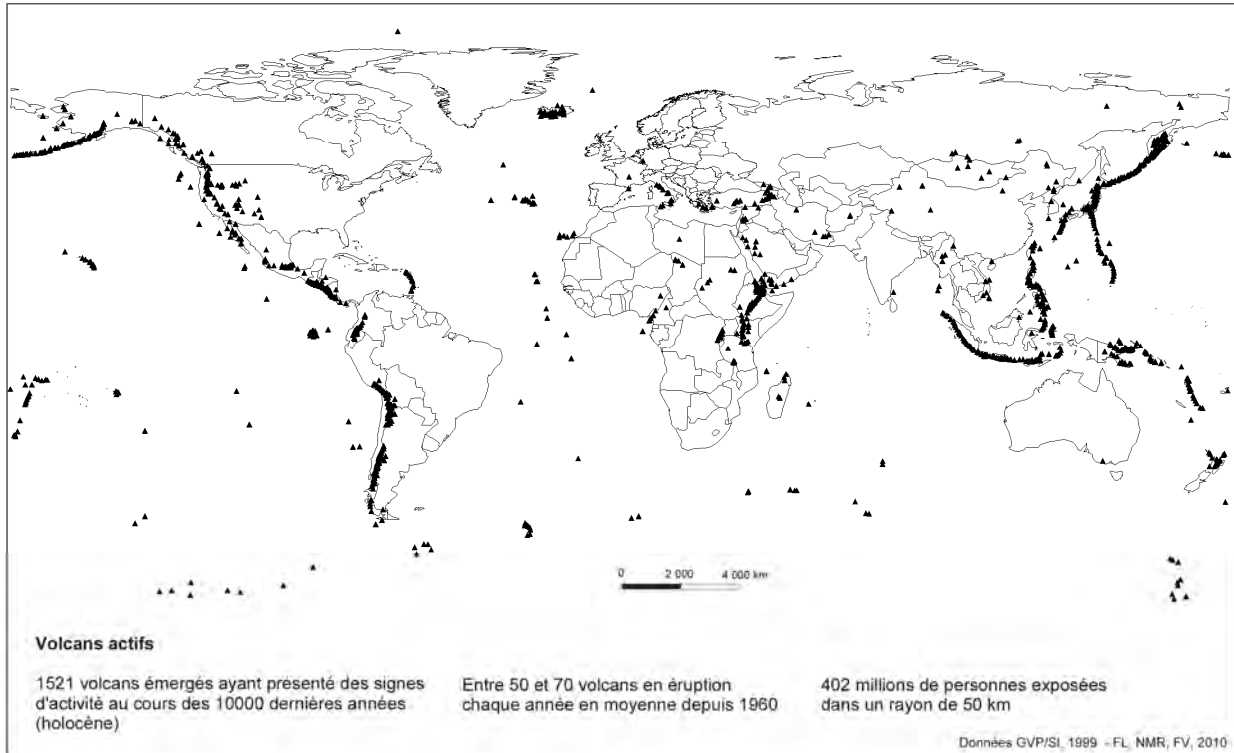 0 2 000 4 000 km
Volcans actifs
1521 volcans émergés ayant présenté des signes
d'activité au cours des 10000 dernières années
(holocène)
Entre 50 et 70 volcans en éruption
chaque année en moyenne depuis 1960
402 millions de personnes exposées
dans un rayon de 50 km
Données GVP/SI, 1999 - FL, NMR, FV, 2010